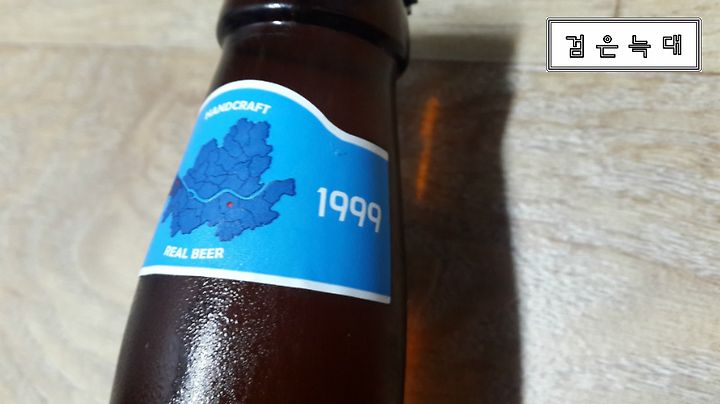 검은늑대
HANDCRAFT
1999
REAL BEER